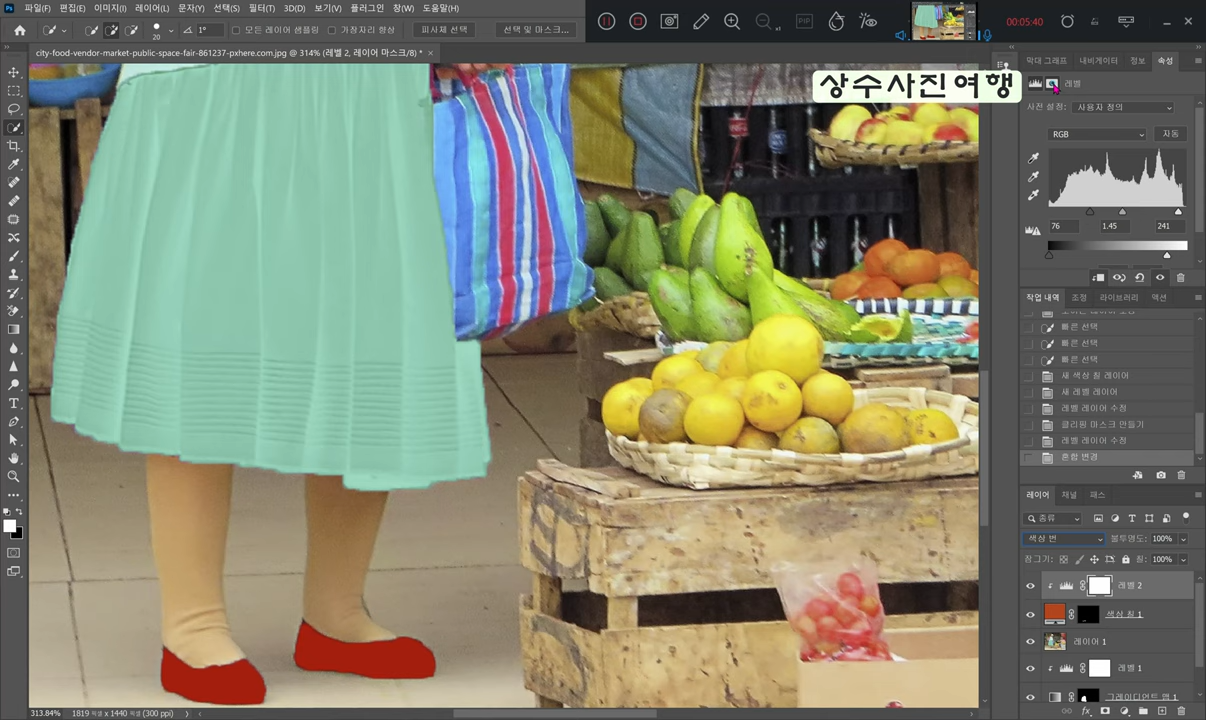 Ps 파일(F) 편집(E) 이미지(I) 레이어(L) 문자(Y) 선택(S) 필터(T) 3D(D) 보기(V) 플러그인 창(W) 도움말(H)
20
1°
모든 레이어 샘플링
가장자리 향상
피사체 선택
선택 및 마스크...
PIP
00:05:40
city-food-vendor-market-public-space-fair-861237-pxhere.com.jpg @ 314% (레벨 2, 레이어 마스크/8) *
막대 그래프 내비게이터 정보 속성
상수사진여행
레벨
사전 설정: 사용자 정의
RGB
자동
76 1.45 241
작업 내역 조정 라이브러리 액션
빠른 선택
빠른 선택
빠른 선택
새 색상 칠 레이어
새 레벨 레이어
레벨 레이어 수정
클리핑 마스크 만들기
레벨 레이어 수정
혼합 변경
레이어 채널 패스
종류
색상 번
불투명도: 100%
잠그기:
칠: 100%
레벨 2
색상 칠 1
레이어 1
레벨 1
그레이디언트 맵 1
fx
313.84% 1819 픽셀 x 1440 픽셀 (300 ppi)